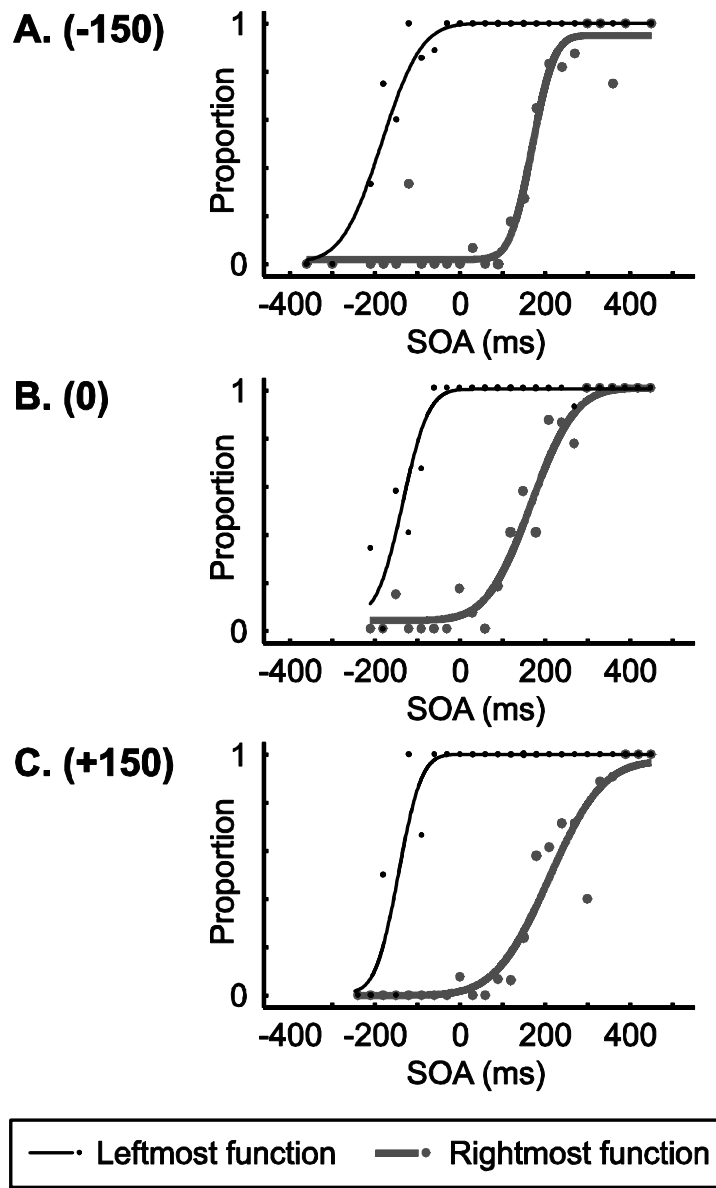 A. (-150)
1
Proportion
0
-400 -200 0 200 400
SOA (ms)
B. (0)
1
Proportion
0
-400 -200 0 200 400
SOA (ms)
C. (+150)
1
Proportion
0
-400 -200 0 200 400
SOA (ms)
Leftmost function Rightmost function